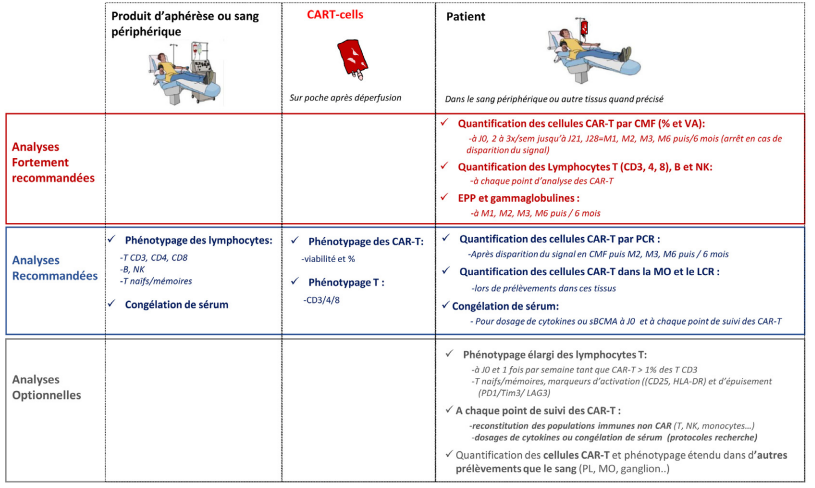 Produit d'aphérèse ou sang
périphérique
CART-cells
Sur poche après déperfusion
Patient
Dans le sang périphérique ou autre tissus quand précisé
Analyses
Fortement
recommandées
✓ Quantification des cellules CAR-T par CMF (% et VA):
-à J0, 2 à 3x/sem jusqu'à J21, J28=M1, M2, M3, M6 puis/6 mois (arrêt en cas de
disparition du signal)
✓ Quantification des Lymphocytes T (CD3, 4, 8), B et NK:
-à chaque point d'analyse des CAR-T
✓ EPP et gammaglobulines :
-à M1, M2, M3, M6 puis / 6 mois
Analyses
Recommandées
✓ Phénotypage des lymphocytes:
-T CD3, CD4, CD8
-B, NK
-T naïfs/mémoires
✓ Congélation de sérum
✓ Phénotypage des CAR-T:
-viabilité et %
✓ Phénotypage T :
-CD3/4/8
✓ Quantification des cellules CAR-T par PCR :
-Après disparition du signal en CMF puis M2, M3, M6 puis / 6 mois
✓ Quantification des cellules CAR-T dans la MO et le LCR :
-lors de prélèvements dans ces tissus
✓ Congélation de sérum:
- Pour dosage de cytokines ou sBCMA à J0 et à chaque point de suivi des CAR-T
Analyses
Optionnelles
✓ Phénotypage élargi des lymphocytes T:
-à J0 et 1 fois par semaine tant que CAR-T > 1% des T CD3
-T naïfs/mémoires, marqueurs d'activation ((CD25, HLA-DR) et d'épuisement
(PD1/Tim3/ LAG3)
✓ A chaque point de suivi des CAR-T :
-reconstitution des populations immunes non CAR (T, NK, monocytes…)
-dosages de cytokines ou congélation de sérum (protocoles recherche)
✓ Quantification des cellules CAR-T et phénotypage étendu dans d'autres
prélèvements que le sang (PL, MO, ganglion..)